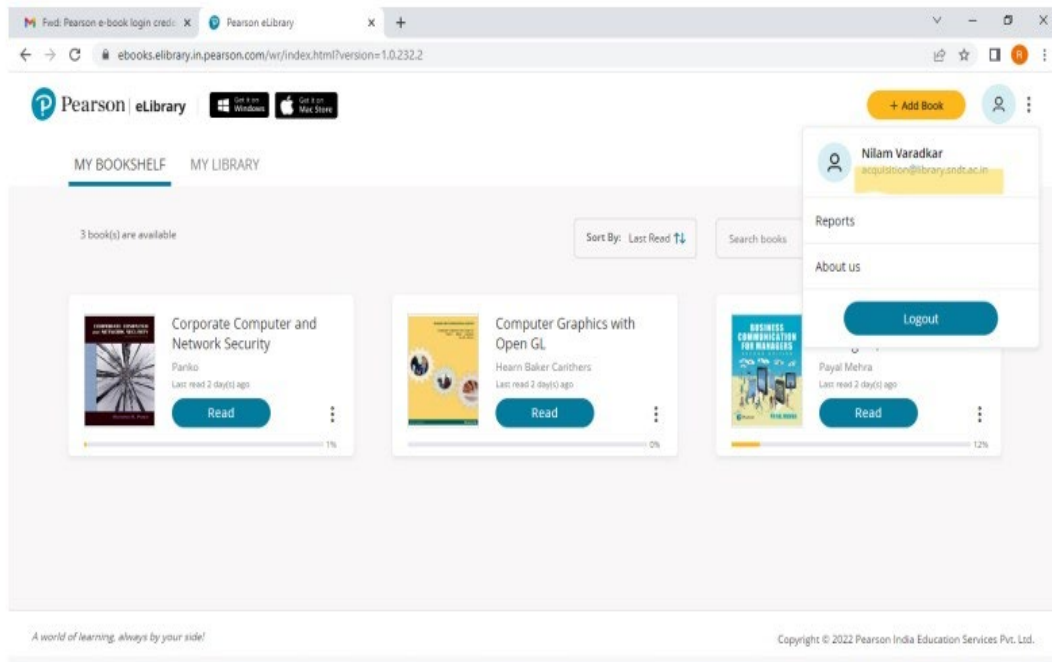 Fwd: Pearson e-book login crede
Pearson eLibrary
ebooks.elibrary.in.pearson.com/wr/index.html?version=1.0.232.2
Pearson eLibrary
Get it on Windows
Get it on Mac Store
+ Add Book
MY BOOKSHELF MY LIBRARY
Nilam Varadkar
acquisition@library.sndt.ac.in
Reports
About us
Logout
3 book(s) are available
Sort By: Last Read
Search books
CORPORATE COMPUTER
AND NETWORK SECURITY
Corporate Computer and
Network Security
Panko
Last read 2 day(s) ago
Read
1%
Computer Graphics with
Open GL
Hearn Baker Carithers
Last read 2 day(s) ago
Read
0%
BUSINESS
COMMUNICATION
FOR MANAGERS
Payal Mehra
Last read 2 day(s) ago
Read
12%
A world of learning, always by your side!
Copyright © 2022 Pearson India Education Services Pvt. Ltd.